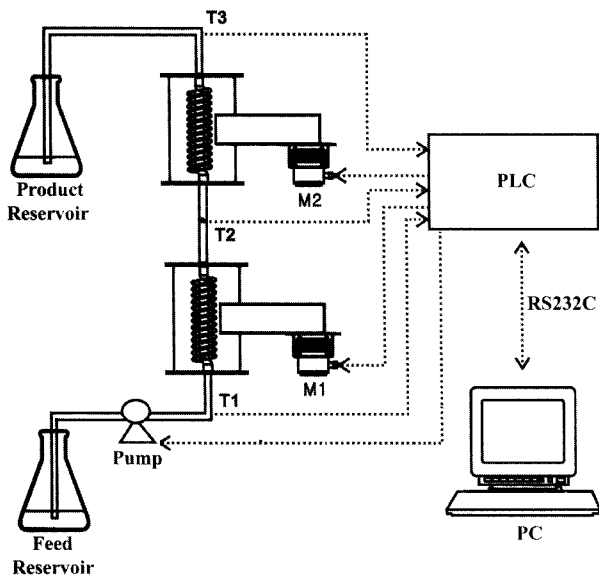 T3
Product
Reservoir
M2
PLC
T2
RS232C
M1
T1
Pump
Feed
Reservoir
PC